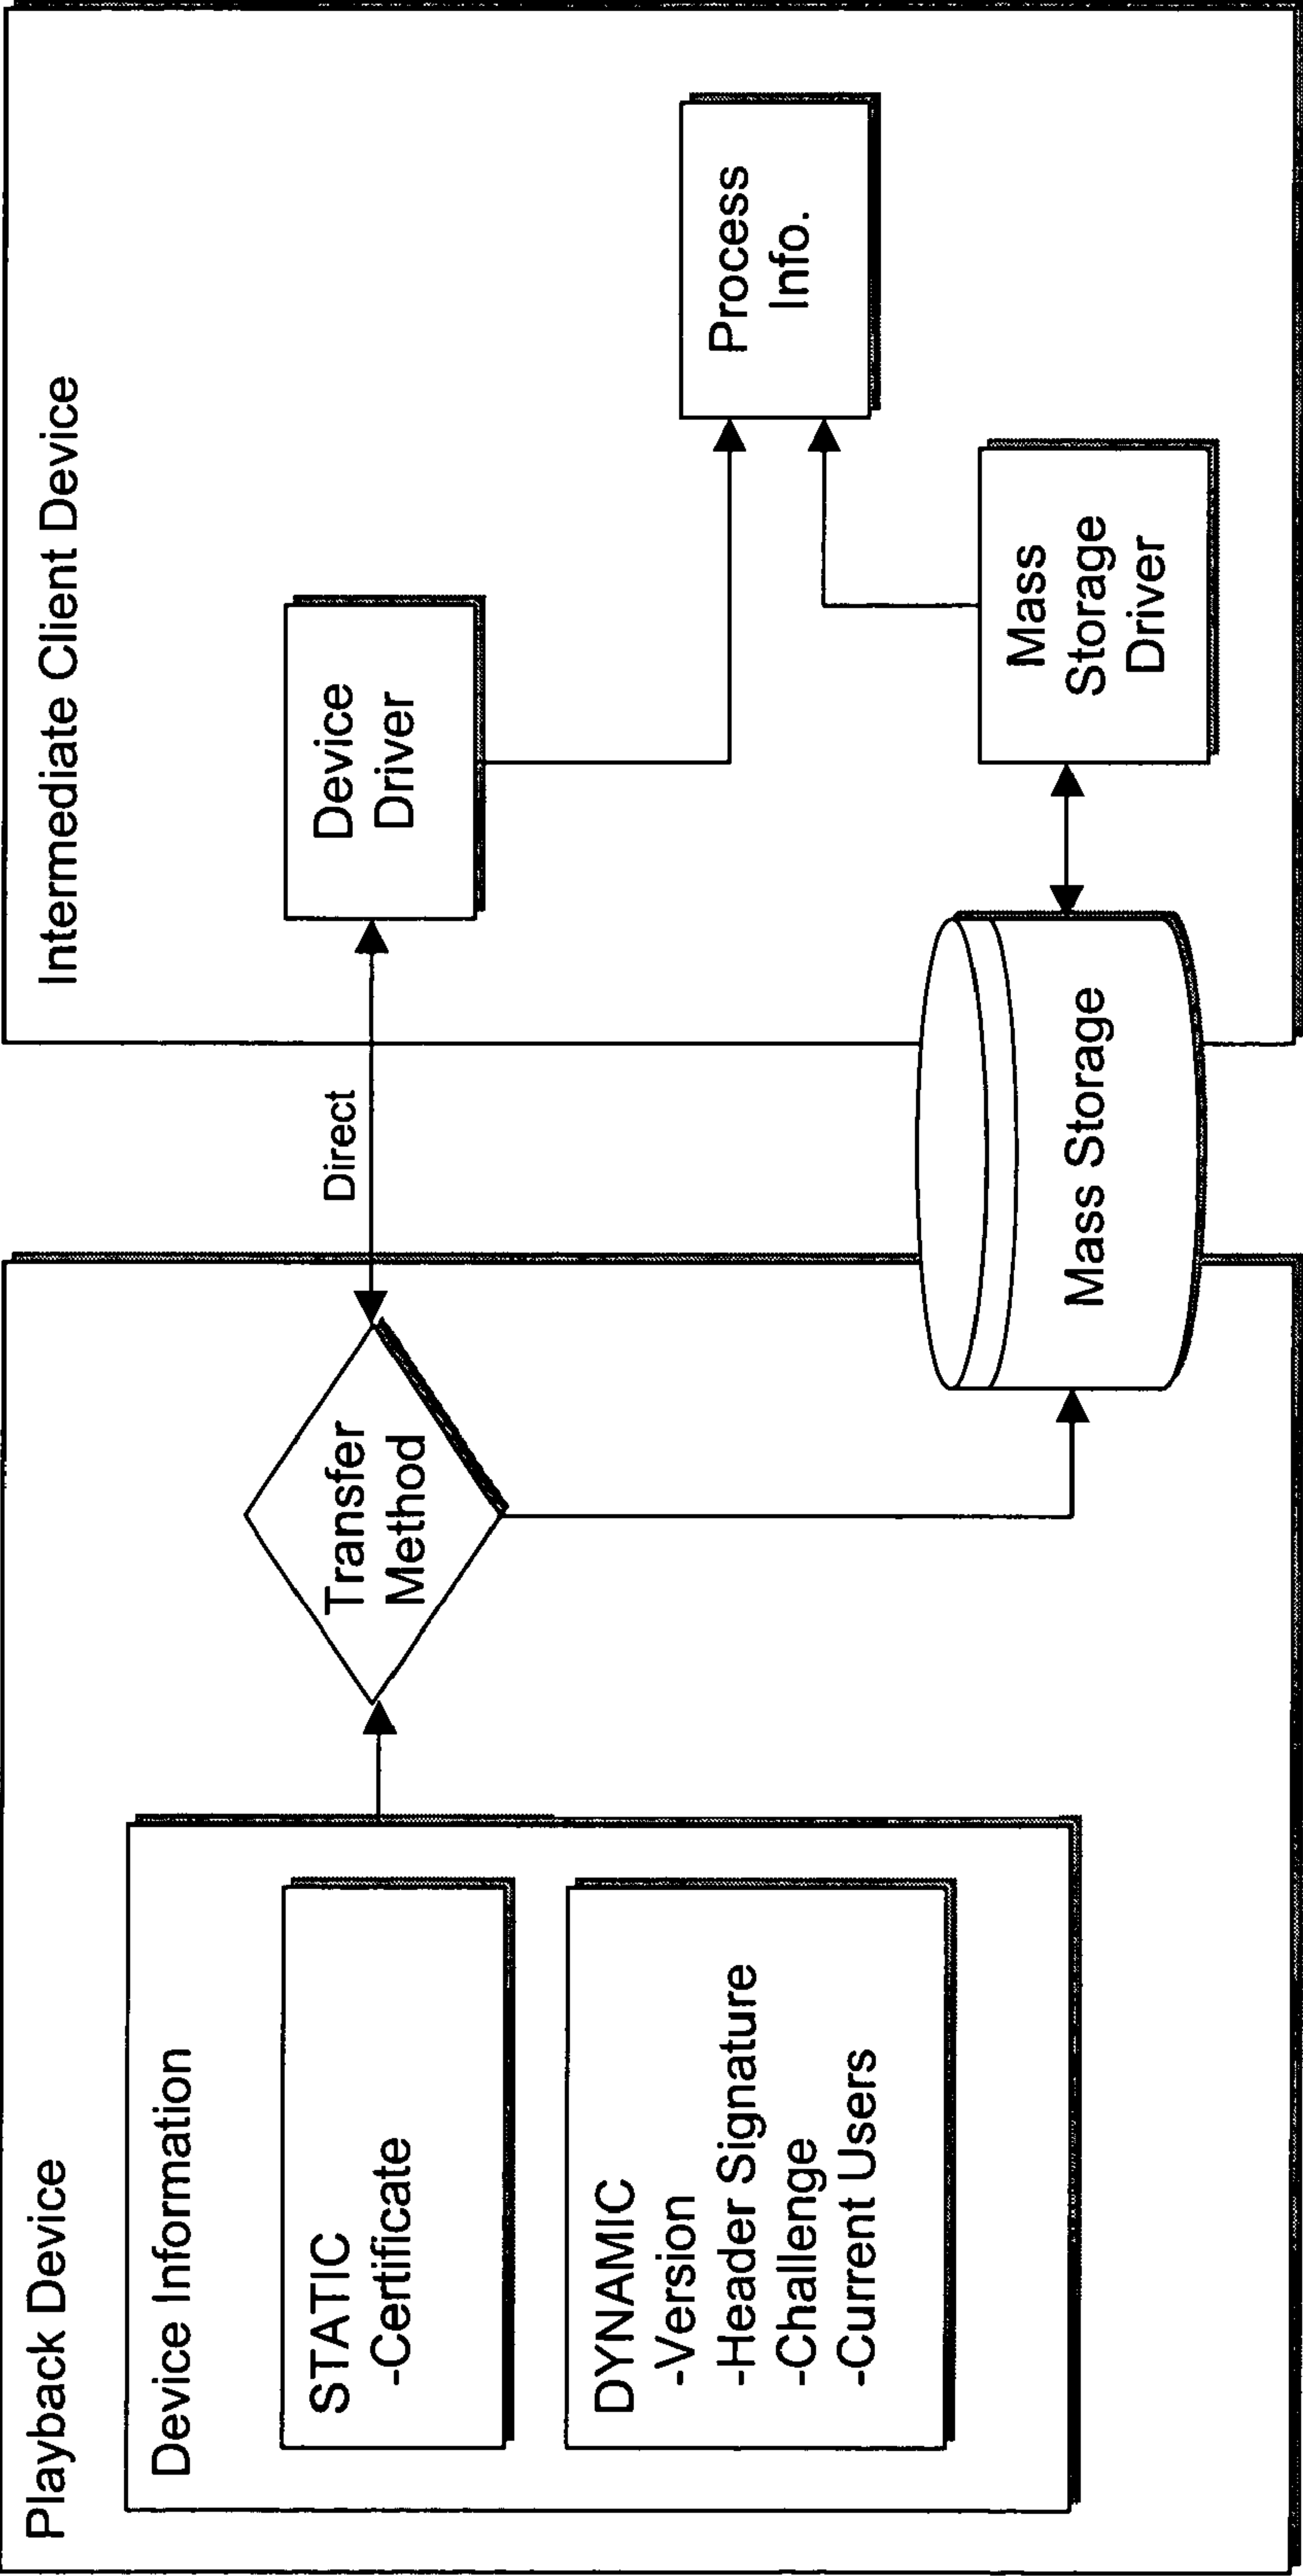 Playback Device
Device Information
STATIC
-Certificate
DYNAMIC
-Version
-Header Signature
-Challenge
-Current Users
Transfer
Method
Direct
Mass Storage
Intermediate Client Device
Device
Driver
Mass
Storage
Driver
Process
Info.